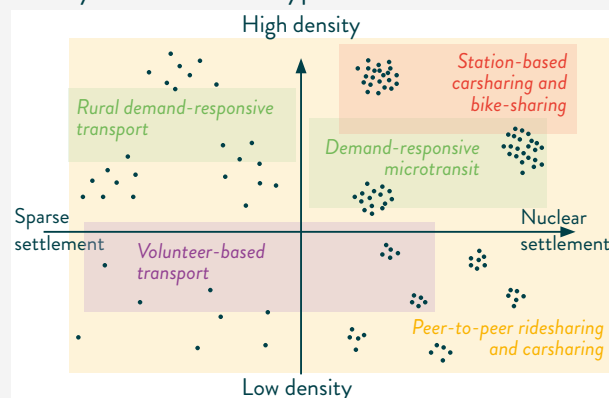 High density
Station-based
carsharing and
bike-sharing
Rural demand-responsive
transport
Demand-responsive
microtransit
Sparse
settlement
Nuclear
settlement
Volunteer-based
transport
Peer-to-peer ridesharing
and carsharing
Low density